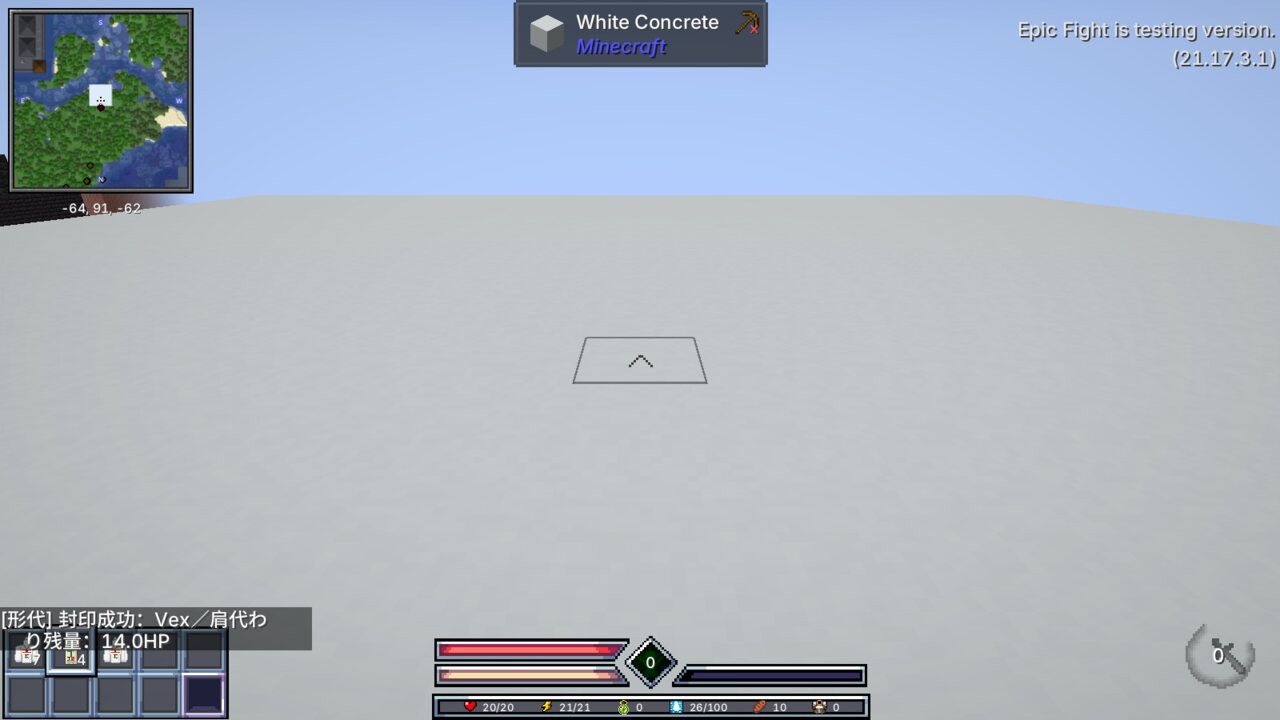 White Concrete
Minecraft
Epic Fight is testing version.
(21.17.3.1)
S
E
W
N
-64, 91, -62
[形代] 封印成功: Vex／肩代わ
り残量: 14.0HP
7
4
0
20/20
21/21
0
26/100
10
0
0